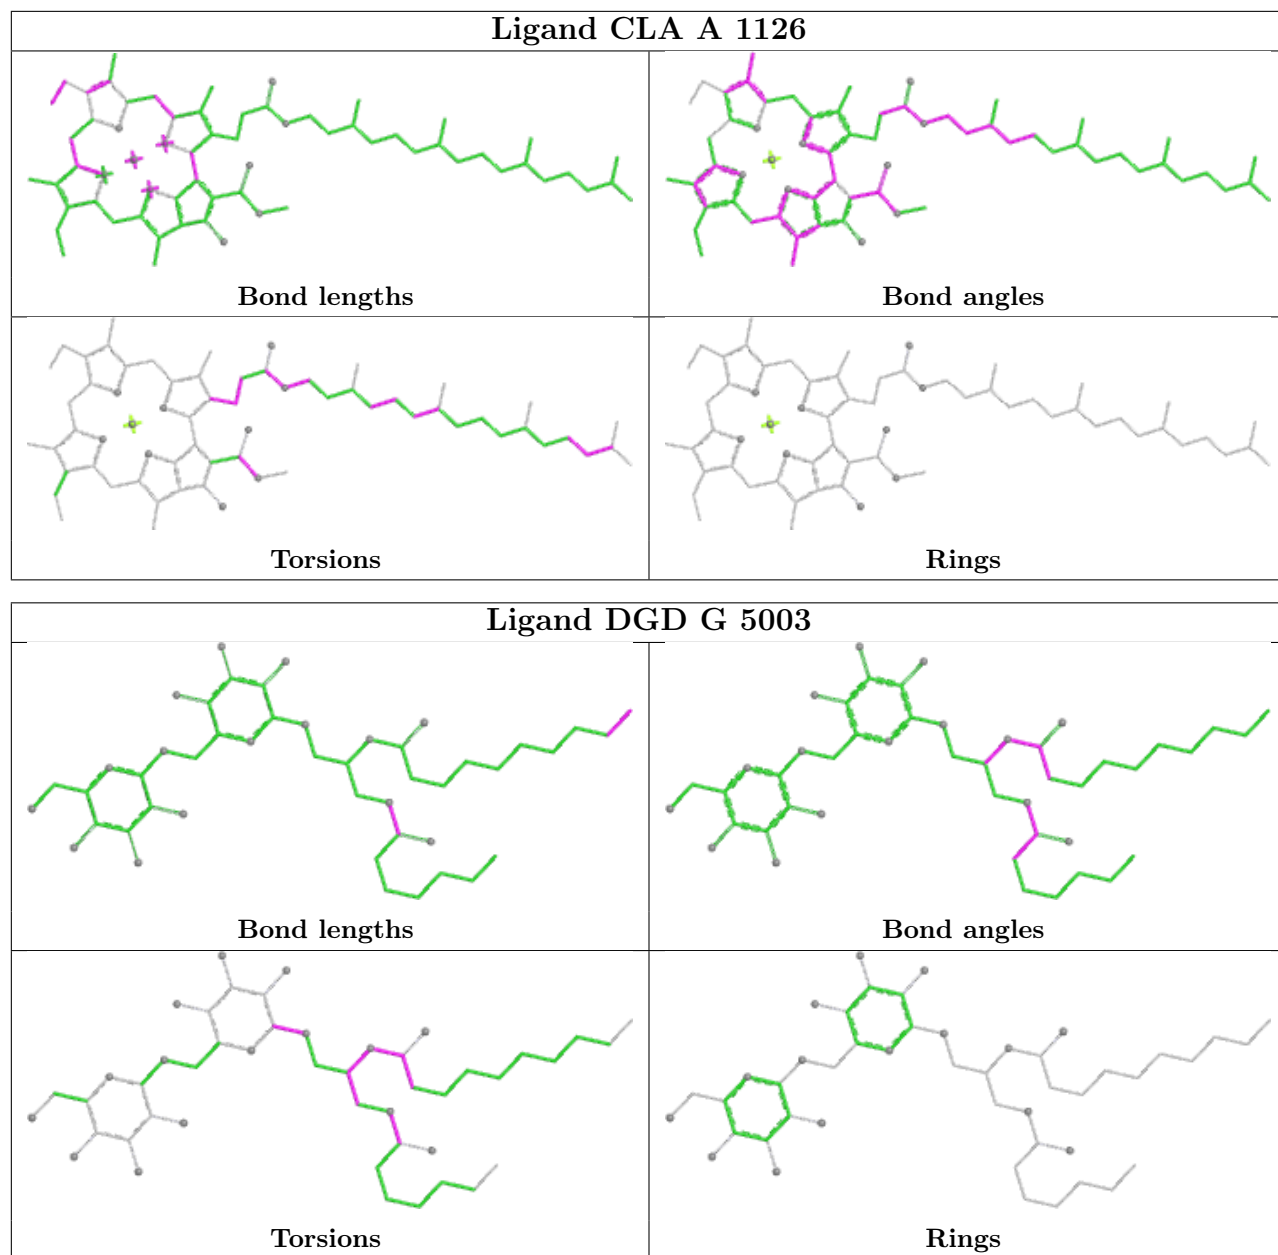 Ligand CLA A 1126
Bond lengths
Bond angles
Torsions
Rings
Ligand DGD G 5003
Bond lengths
Bond angles
Torsions
Rings